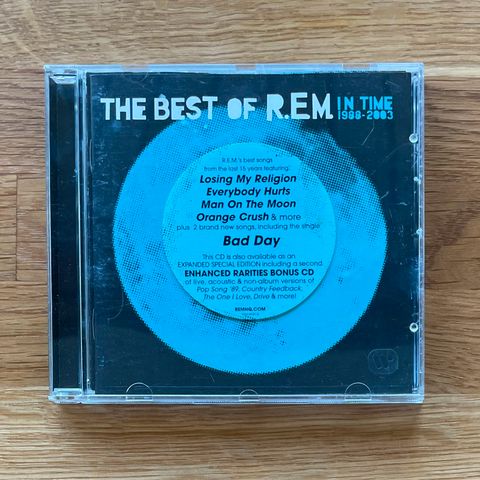 THE BEST OF R.E.M. IN TIME
1988-2003
R.E.M.'s best songs
from the last 15 years featuring:
Losing My Religion
Everybody Hurts
Man On The Moon
Orange Crush & more
plus 2 brand new songs, including the single
Bad Day
This CD is also available as an
EXPANDED SPECIAL EDITION including a second
ENHANCED RARITIES BONUS CD
of live, acoustic & non-album versions of
Pop Song '89, Country Feedback,
The One I Love, Drive & more!
REMHQ.COM